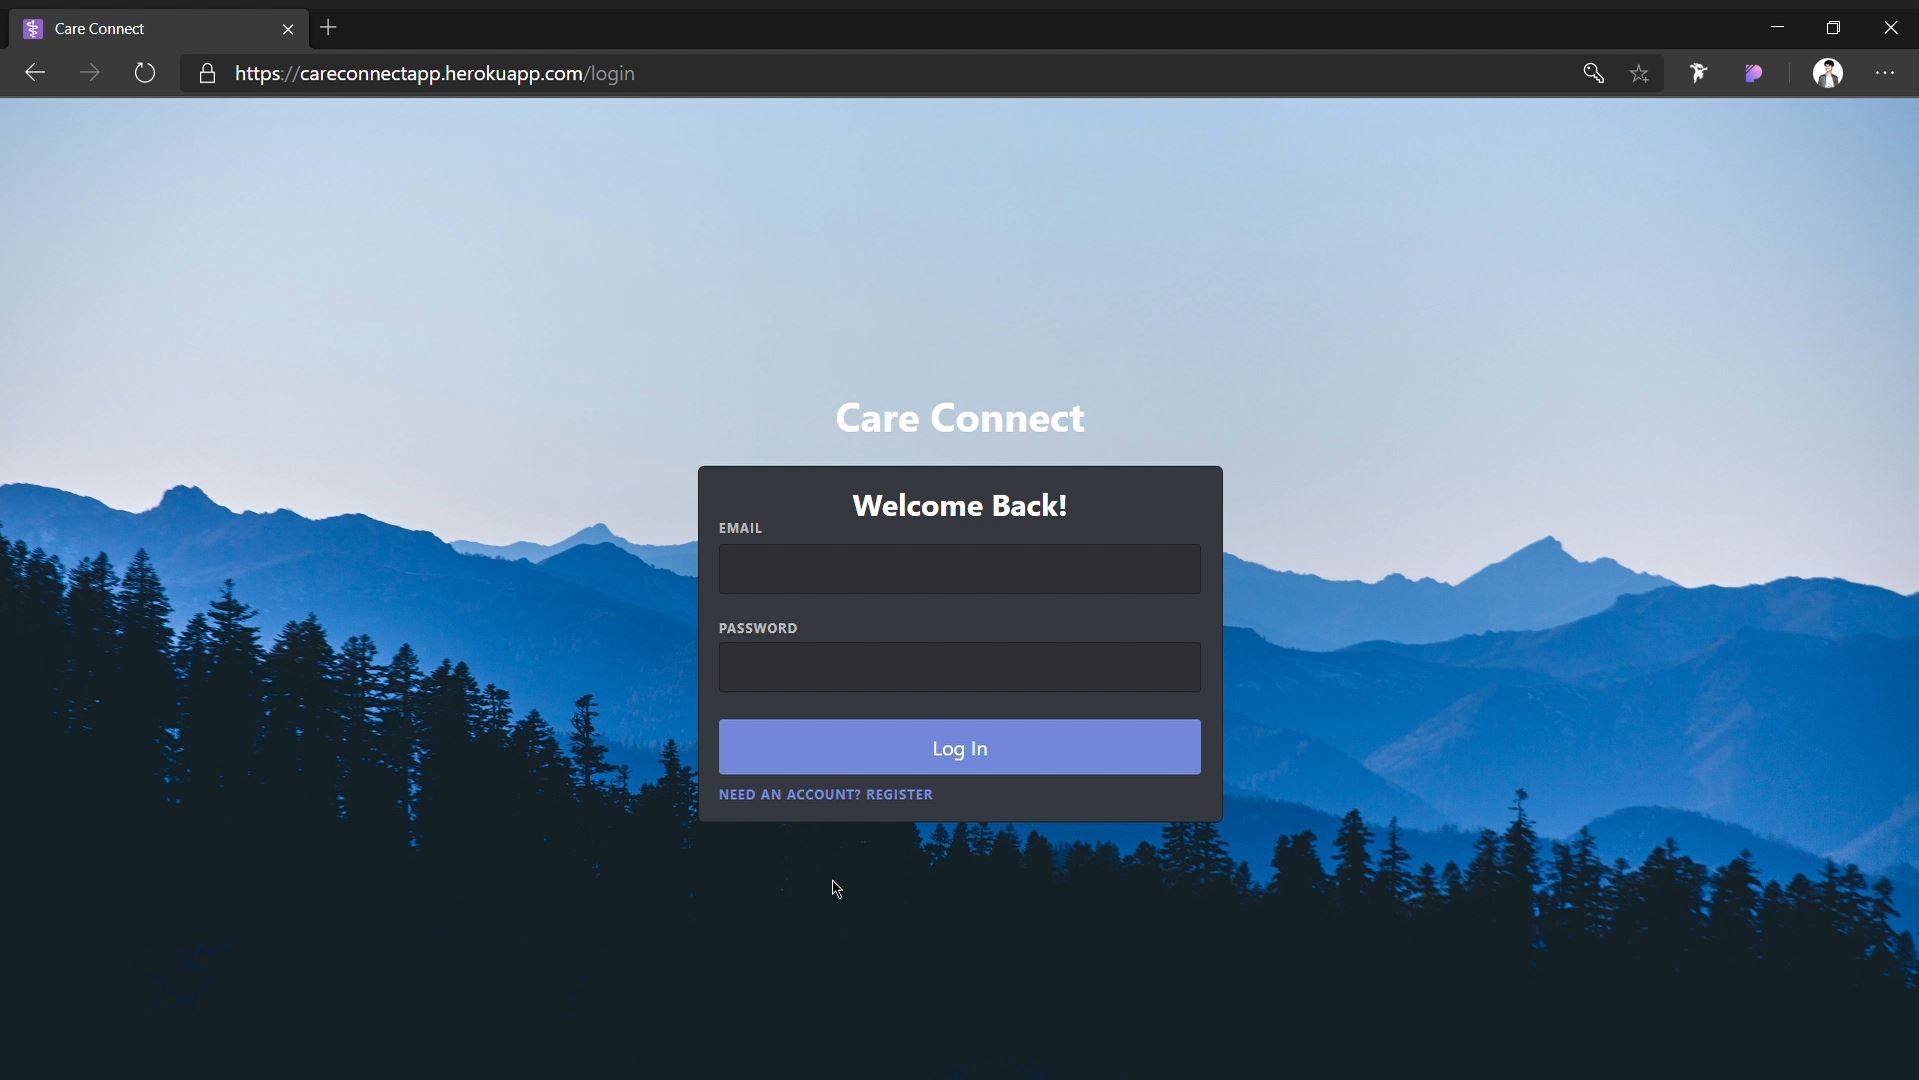 Care Connect
https://careconnectapp.herokuapp.com/login
Care Connect
Welcome Back!
EMAIL
PASSWORD
Log In
NEED AN ACCOUNT? REGISTER